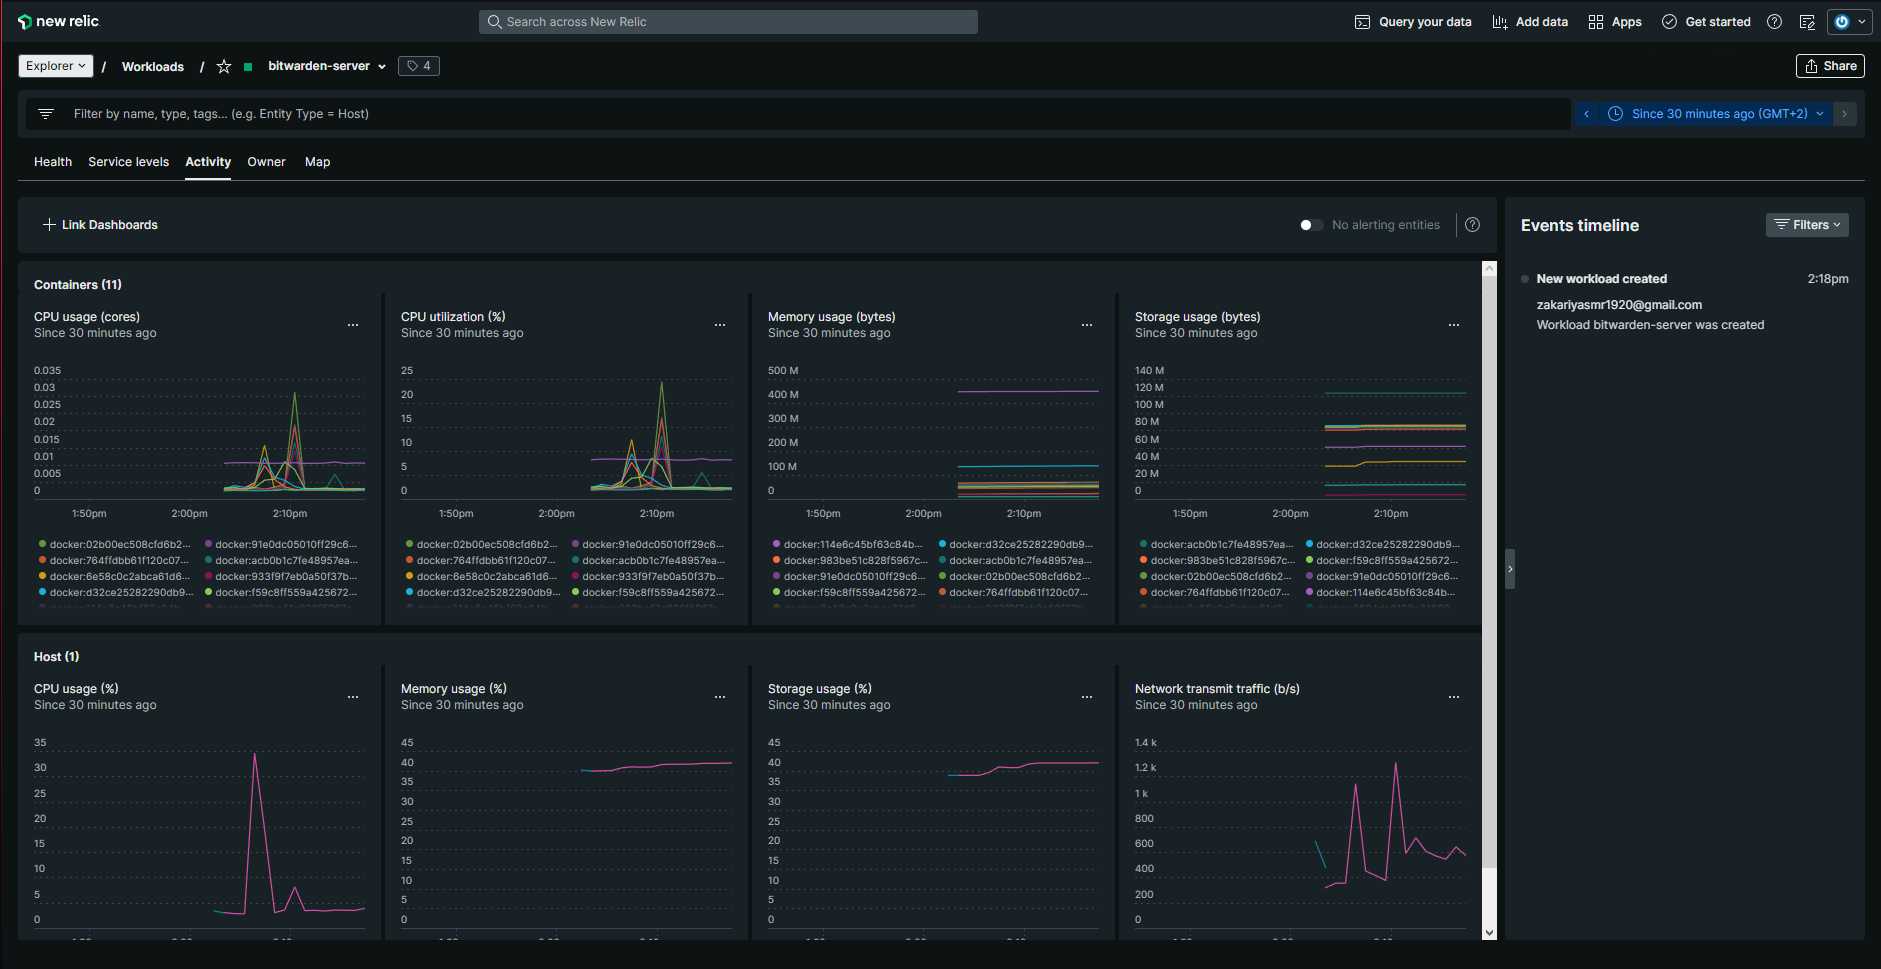 new relic.
Search across New Relic
Query your data
Add data
Apps
Get started
Explorer
/
Workloads
/
bitwarden-server
4
Share
Filter by name, type, tags... (e.g. Entity Type = Host)
Since 30 minutes ago (GMT+2)
Health
Service levels
Activity
Owner
Map
Link Dashboards
No alerting entities
Containers (11)
CPU usage (cores)
Since 30 minutes ago
0.035
0.03
0.025
0.02
0.015
0.01
0.005
0
1:50pm
2:00pm
2:10pm
docker:02b00ec508cfd6b2...
docker:91e0dc05010ff29c6...
docker:764ffdbb61f120c07...
docker:acb0b1c7fe48957ea...
docker:6e58c0c2abca61d6...
docker:933f9f7eb0a50f37b...
docker:d32ce25282290db9...
docker:f59c8ff559a425672...
CPU utilization (%)
Since 30 minutes ago
25
20
15
10
5
0
1:50pm
2:00pm
2:10pm
docker:02b00ec508cfd6b2...
docker:91e0dc05010ff29c6...
docker:764ffdbb61f120c07...
docker:acb0b1c7fe48957ea...
docker:6e58c0c2abca61d6...
docker:933f9f7eb0a50f37b...
docker:d32ce25282290db9...
docker:f59c8ff559a425672...
Memory usage (bytes)
Since 30 minutes ago
500 M
400 M
300 M
200 M
100 M
0
1:50pm
2:00pm
2:10pm
docker:114e6c45bf63c84b...
docker:d32ce25282290db9...
docker:983be51c828f5967c...
docker:acb0b1c7fe48957ea...
docker:91e0dc05010ff29c6...
docker:02b00ec508cfd6b2...
docker:f59c8ff559a425672...
docker:764ffdbb61f120c07...
Storage usage (bytes)
Since 30 minutes ago
140 M
120 M
100 M
80 M
60 M
40 M
20 M
0
1:50pm
2:00pm
2:10pm
docker:acb0b1c7fe48957ea...
docker:d32ce25282290db9...
docker:983be51c828f5967c...
docker:f59c8ff559a425672...
docker:02b00ec508cfd6b2...
docker:91e0dc05010ff29c6...
docker:764ffdbb61f120c07...
docker:114e6c45bf63c84b...
Host (1)
CPU usage (%)
Since 30 minutes ago
35
30
25
20
15
10
5
0
Memory usage (%)
Since 30 minutes ago
45
40
35
30
25
20
15
10
5
0
Storage usage (%)
Since 30 minutes ago
45
40
35
30
25
20
15
10
5
0
Network transmit traffic (b/s)
Since 30 minutes ago
1.4 k
1.2 k
1 k
800
600
400
200
0
Events timeline
Filters
New workload created
2:18pm
zakariyasmr1920@gmail.com
Workload bitwarden-server was created